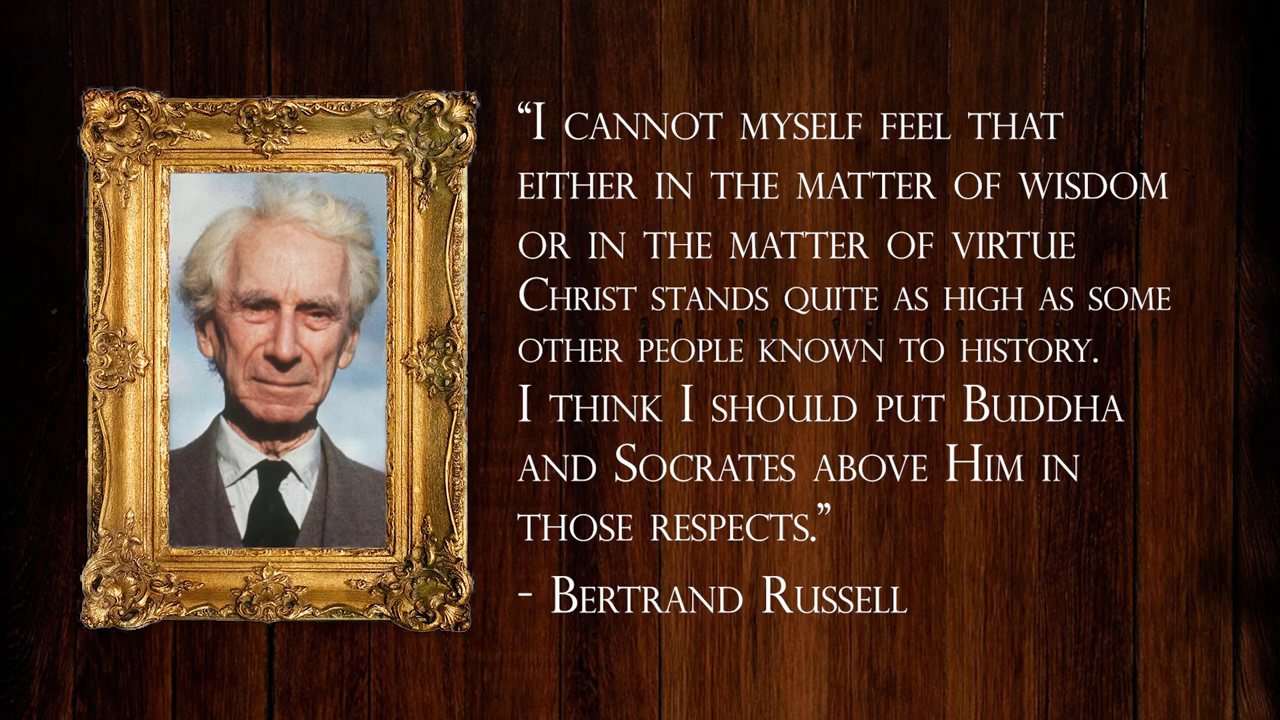 “I cannot myself feel that
either in the matter of wisdom
or in the matter of virtue
Christ stands quite as high as some
other people known to history.
I think I should put Buddha
and Socrates above Him in
those respects.”
- Bertrand Russell